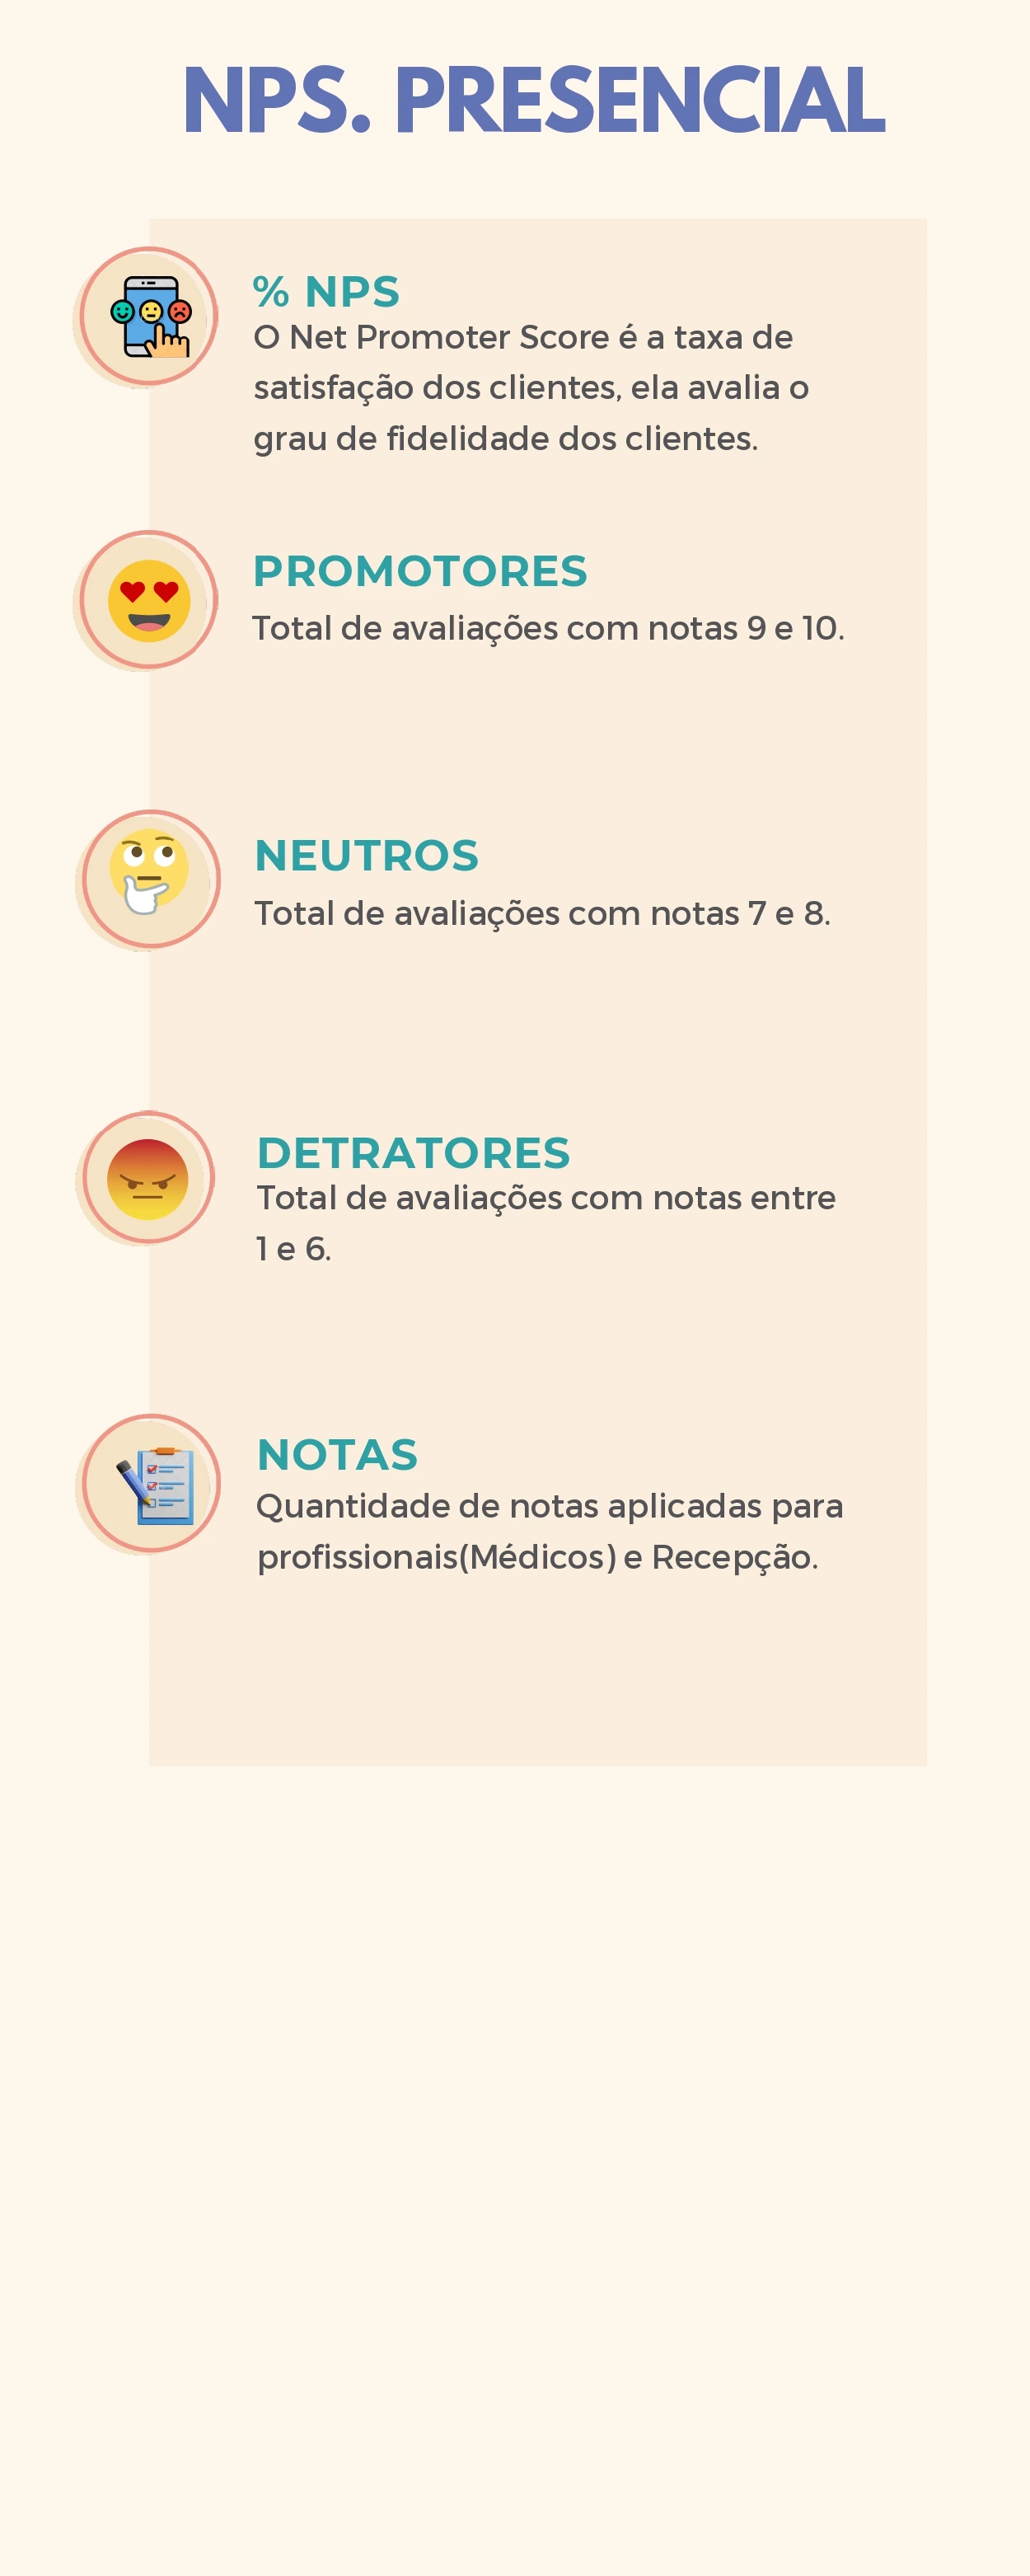 NPS. PRESENCIAL
% NPS
O Net Promoter Score é a taxa de
satisfação dos clientes, ela avalia o
grau de fidelidade dos clientes.
PROMOTORES
Total de avaliações com notas 9 e 10.
NEUTROS
Total de avaliações com notas 7 e 8.
DETRATORES
Total de avaliações com notas entre
1 e 6.
NOTAS
Quantidade de notas aplicadas para
profissionais(Médicos) e Recepção.